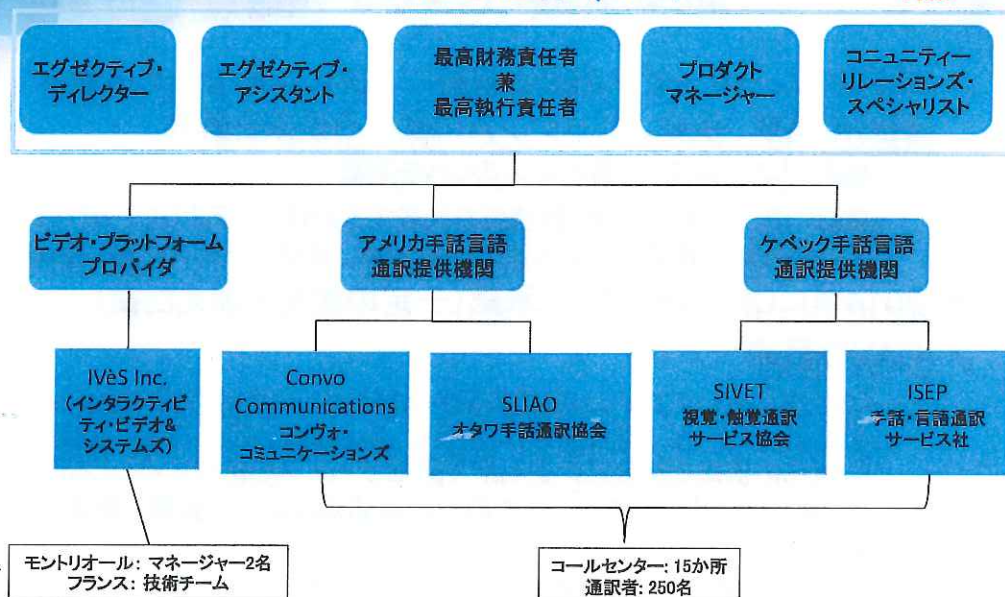 エグゼクティブ・
ディレクター
エグゼクティブ・
アシスタント
最高財務責任者
兼
最高執行責任者
プロダクト
マネージャー
コニュニティー
リレーションズ・
スペシャリスト
ビデオ・プラットフォーム
プロバイダ
アメリカ手話言語
通訳提供機関
ケベック手話言語
通訳提供機関
IVèS Inc.
(インタラクティビ
ティ・ビデオ&
システムズ)
Convo
Communications
コンヴォ・
コミュニケーションズ
SLIAO
オタワ手話通訳協会
SIVET
視覚・触覚通訳
サービス協会
ISEP
手話・言語通訳
サービス社
モントリオール: マネージャー2名
フランス: 技術チーム
コールセンター: 15か所
通訳者: 250名